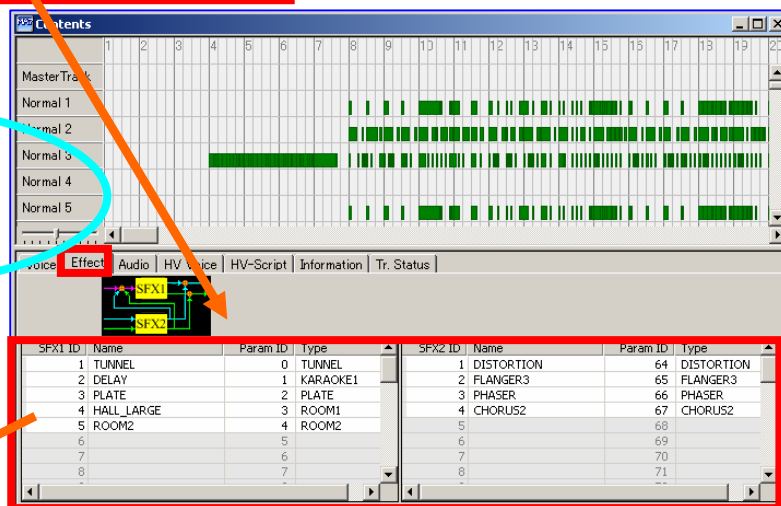 Contents
1 2 3 4 5 6 7 8 9 10 11 12 13 14 15 16 17 18 19
MasterTrack
Normal 1
Normal 2
Normal 3
Normal 4
Normal 5
Voice Effect Audio HV Voice HV-Script Information Tr. Status
SFX1
SFX2
SFX1 ID Name Param ID Type SFX2 ID Name Param ID Type
1 TUNNEL 0 TUNNEL 1 DISTORTION 64 DISTORTION
2 DELAY 1 KARAOKE1 2 FLANGER3 65 FLANGER3
3 PLATE 2 PLATE 3 PHASER 66 PHASER
4 HALL_LARGE 3 ROOM1 4 CHORUS2 67 CHORUS2
5 ROOM2 4 ROOM2 5 68
6 5 6 69
7 6 7 70
8 7 8 71